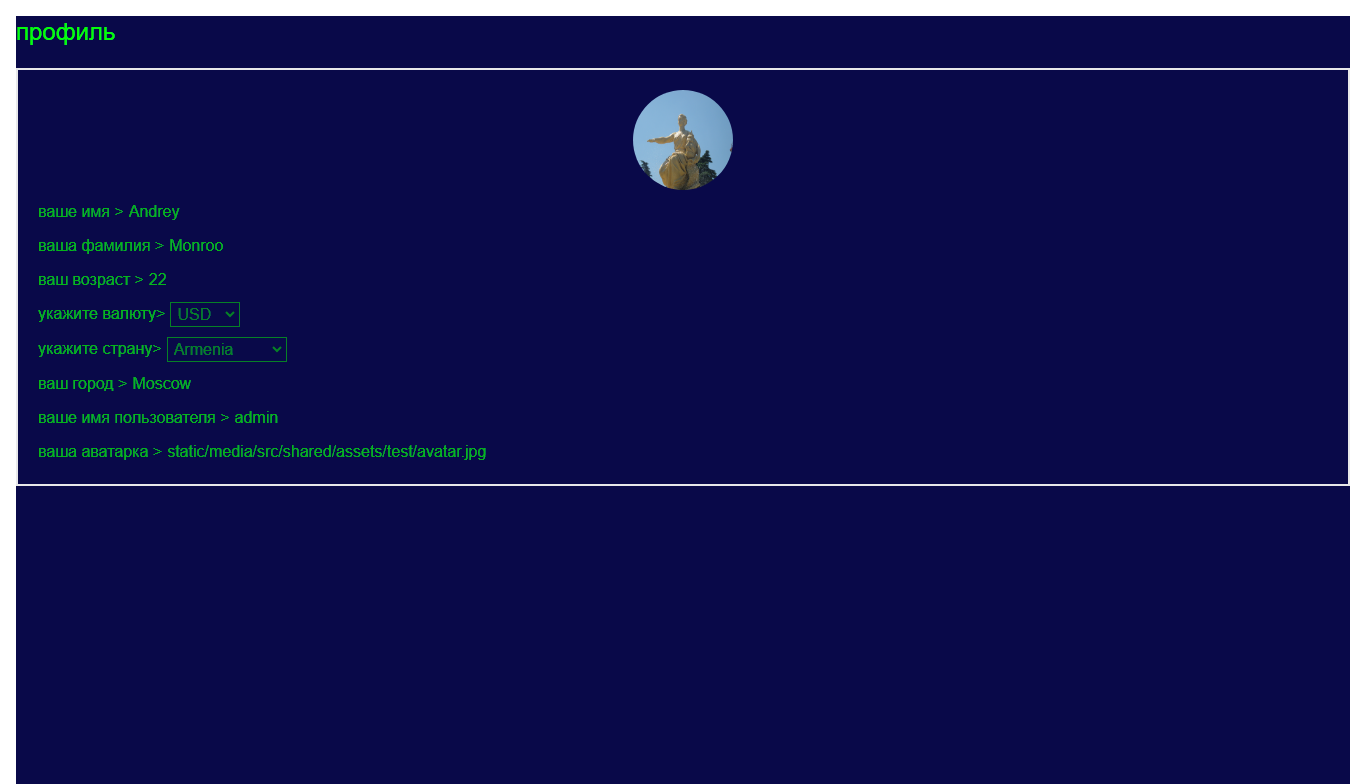 профиль
ваше имя > Andrey
ваша фамилия > Monroo
ваш возраст > 22
укажите валюту> USD
укажите страну> Armenia
ваш город > Moscow
ваше имя пользователя > admin
ваша аватарка > static/media/src/shared/assets/test/avatar.jpg